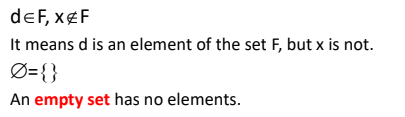 d∈F, x∉F
It means d is an element of the set F, but x is not.
∅={}
An empty set has no elements.